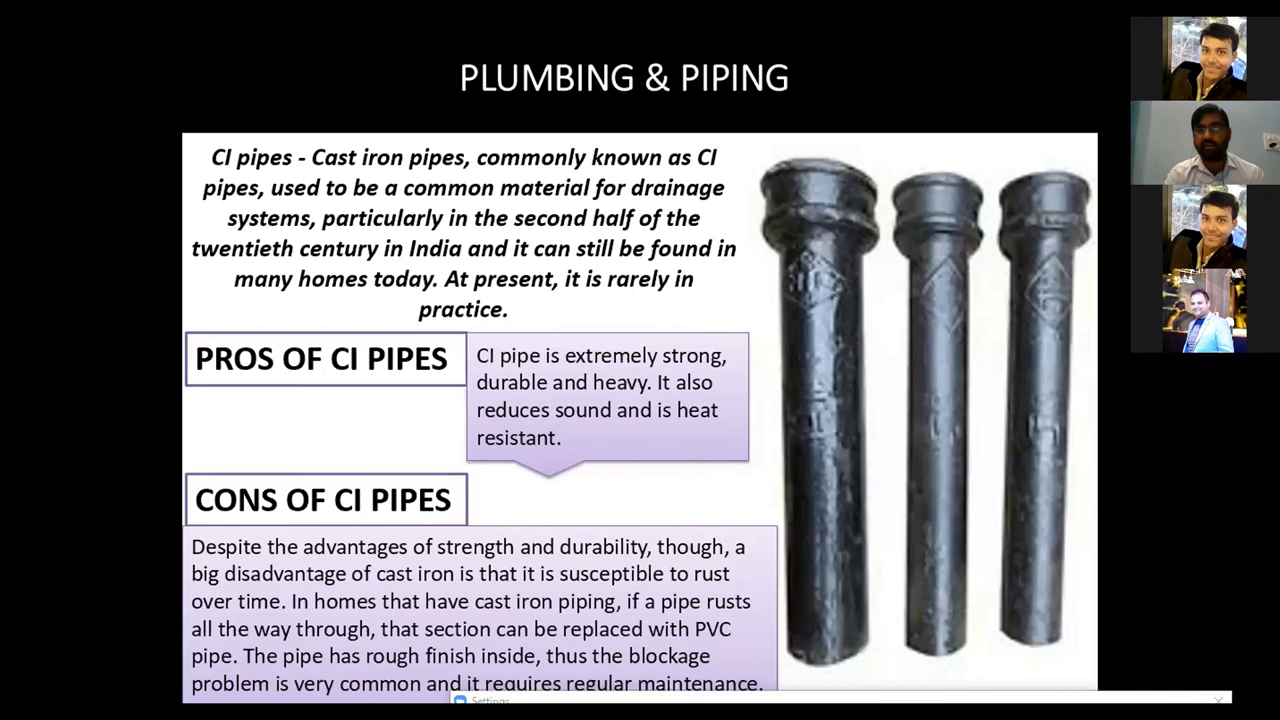 PLUMBING & PIPING
CI pipes - Cast iron pipes, commonly known as CI
pipes, used to be a common material for drainage
systems, particularly in the second half of the
twentieth century in India and it can still be found in
many homes today. At present, it is rarely in
practice.
PROS OF CI PIPES
CI pipe is extremely strong,
durable and heavy. It also
reduces sound and is heat
resistant.
CONS OF CI PIPES
Despite the advantages of strength and durability, though, a
big disadvantage of cast iron is that it is susceptible to rust
over time. In homes that have cast iron piping, if a pipe rusts
all the way through, that section can be replaced with PVC
pipe. The pipe has rough finish inside, thus the blockage
problem is very common and it requires regular maintenance.
Settings